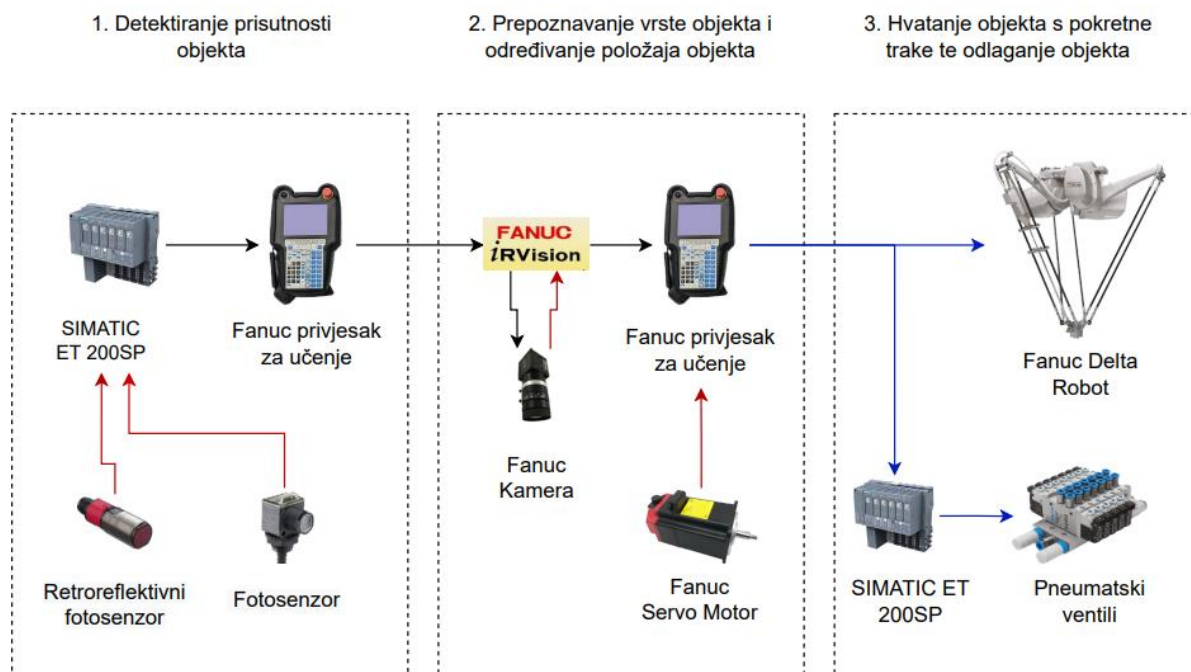 1. Detektiranje prisutnosti
objekta
2. Prepoznavanje vrste objekta i
određivanje položaja objekta
3. Hvatanje objekta s pokretne
trake te odlaganje objekta
SIMATIC
ET 200SP
Fanuc privjesak
za učenje
Retroreflektivni
fotosenzor
Fotosenzor
FANUC
iRVision
Fanuc privjesak
za učenje
Fanuc
Kamera
Fanuc
Servo Motor
Fanuc Delta
Robot
SIMATIC ET
200SP
Pneumatski
ventili